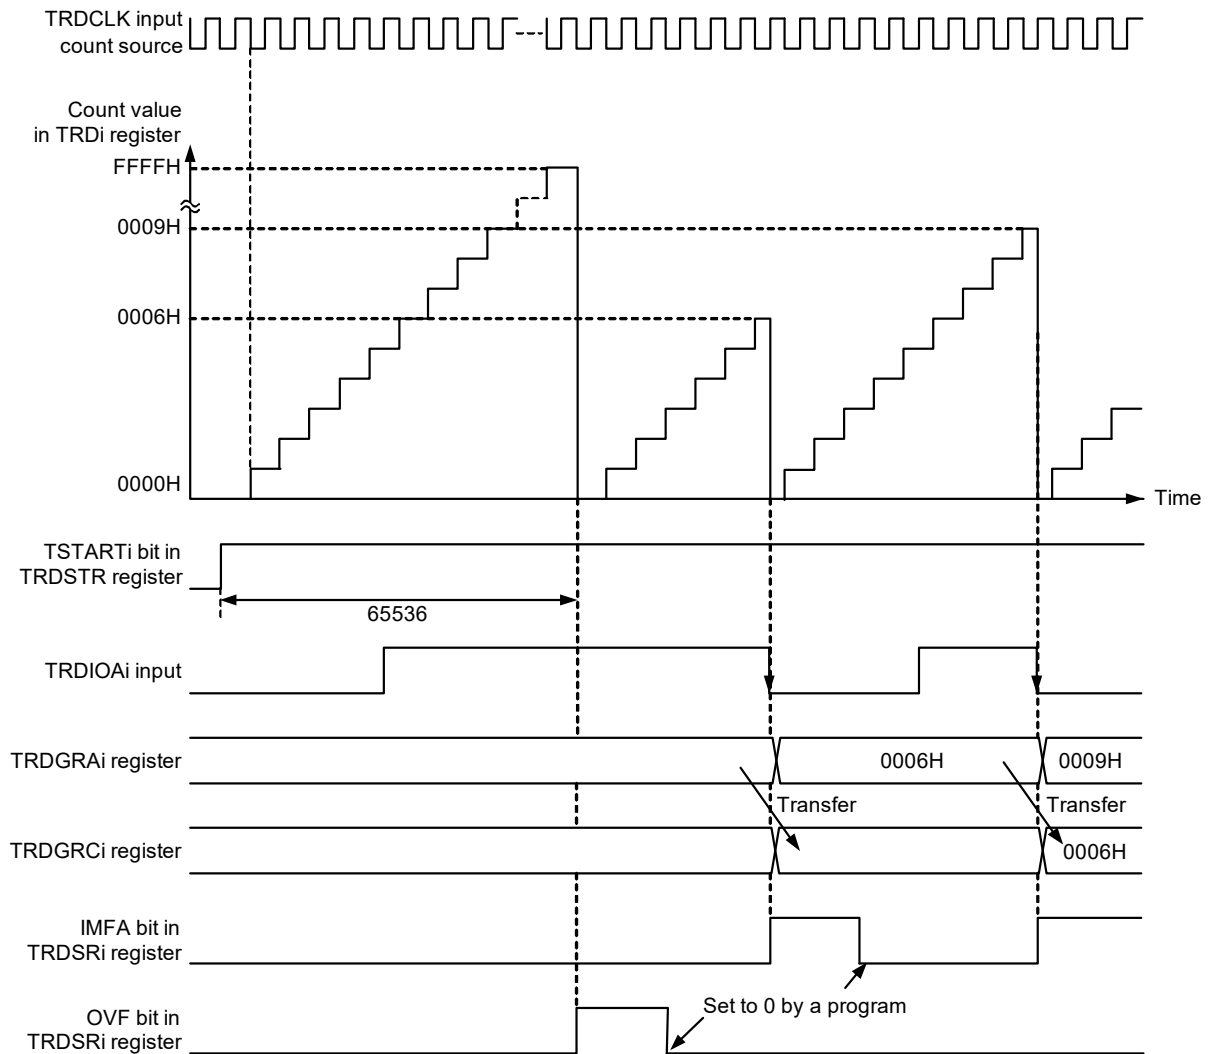 TRDCLK input
count source
Count value
in TRDi register
FFFFH
0009H
0006H
0000H
Time
TSTARTi bit in
TRDSTR register
65536
TRDIOAi input
TRDGRAi register
0006H
0009H
Transfer
Transfer
TRDGRCi register
0006H
IMFA bit in
TRDSRi register
Set to 0 by a program
OVF bit in
TRDSRi register